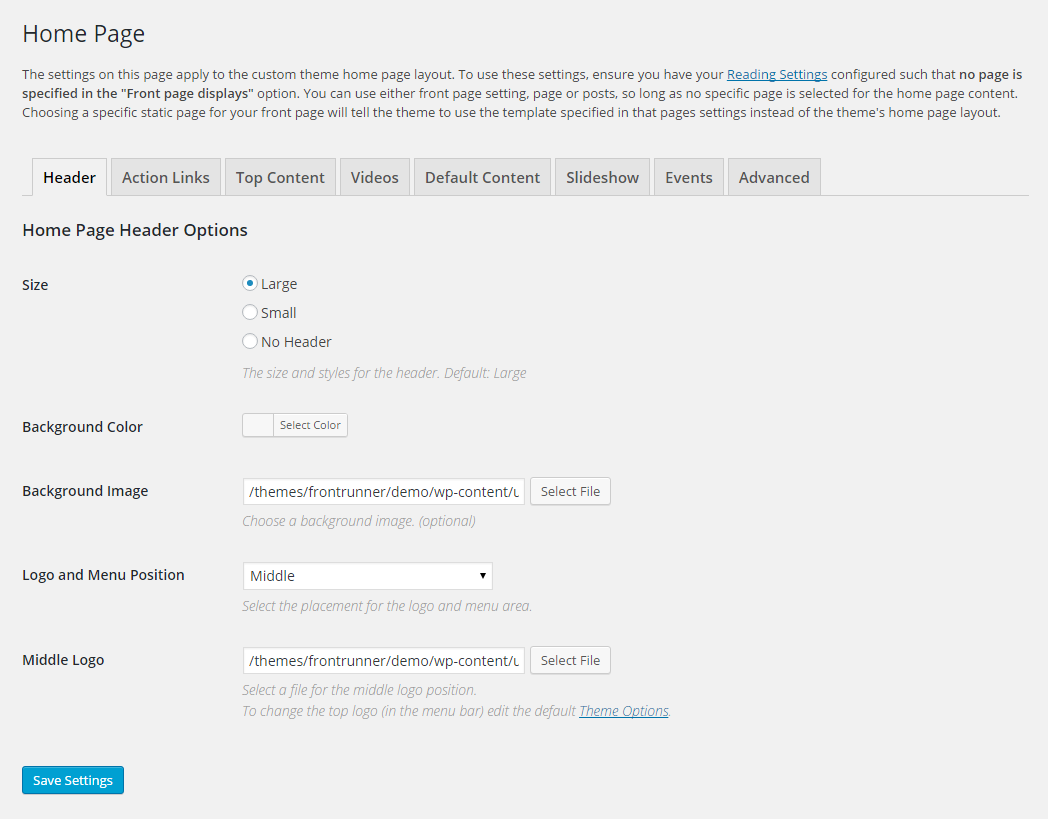 Home Page
The settings on this page apply to the custom theme home page layout. To use these settings, ensure you have your Reading Settings configured such that no page is
specified in the "Front page displays" option. You can use either front page setting, page or posts, so long as no specific page is selected for the home page content.
Choosing a specific static page for your front page will tell the theme to use the template specified in that pages settings instead of the theme's home page layout.
Header Action Links Top Content Videos Default Content Slideshow Events Advanced
Home Page Header Options
Size Large
Small
No Header
The size and styles for the header. Default: Large
Background Color Select Color
Background Image /themes/frontrunner/demo/wp-content/u Select File
Choose a background image. (optional)
Logo and Menu Position Middle
Select the placement for the logo and menu area.
Middle Logo /themes/frontrunner/demo/wp-content/u Select File
Select a file for the middle logo position.
To change the top logo (in the menu bar) edit the default Theme Options.
Save Settings